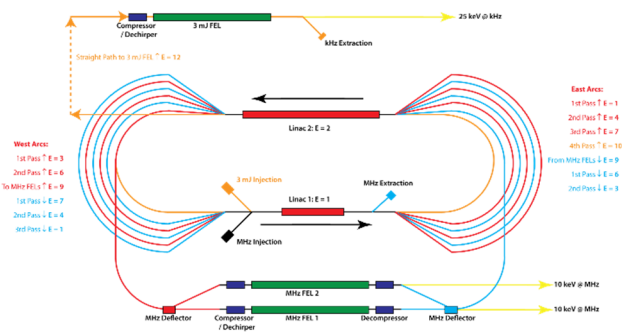 25 keV @ kHz
Compressor
/ Dechirper
3 mJ FEL
kHz Extraction
Straight Path to 3 mJ FEL ↑ E = 12
Linac 2: E = 2
East Arcs:
1st Pass ↑ E = 1
2nd Pass ↑ E = 4
3rd Pass ↑ E = 7
4th Pass ↑ E = 10
From MHz FELs ↓ E = 9
1st Pass ↓ E = 6
2nd Pass ↓ E = 3
West Arcs:
1st Pass ↑ E = 3
2nd Pass ↑ E = 6
To MHz FELs ↑ E = 9
1st Pass ↓ E = 7
2nd Pass ↓ E = 4
3rd Pass ↓ E = 1
3 mJ Injection
Linac 1: E = 1
MHz Extraction
MHz Injection
MHz FEL 2
10 keV @ MHz
10 keV @ MHz
MHz Deflector
Compressor
/ Dechirper
MHz FEL 1
Decompressor
MHz Deflector